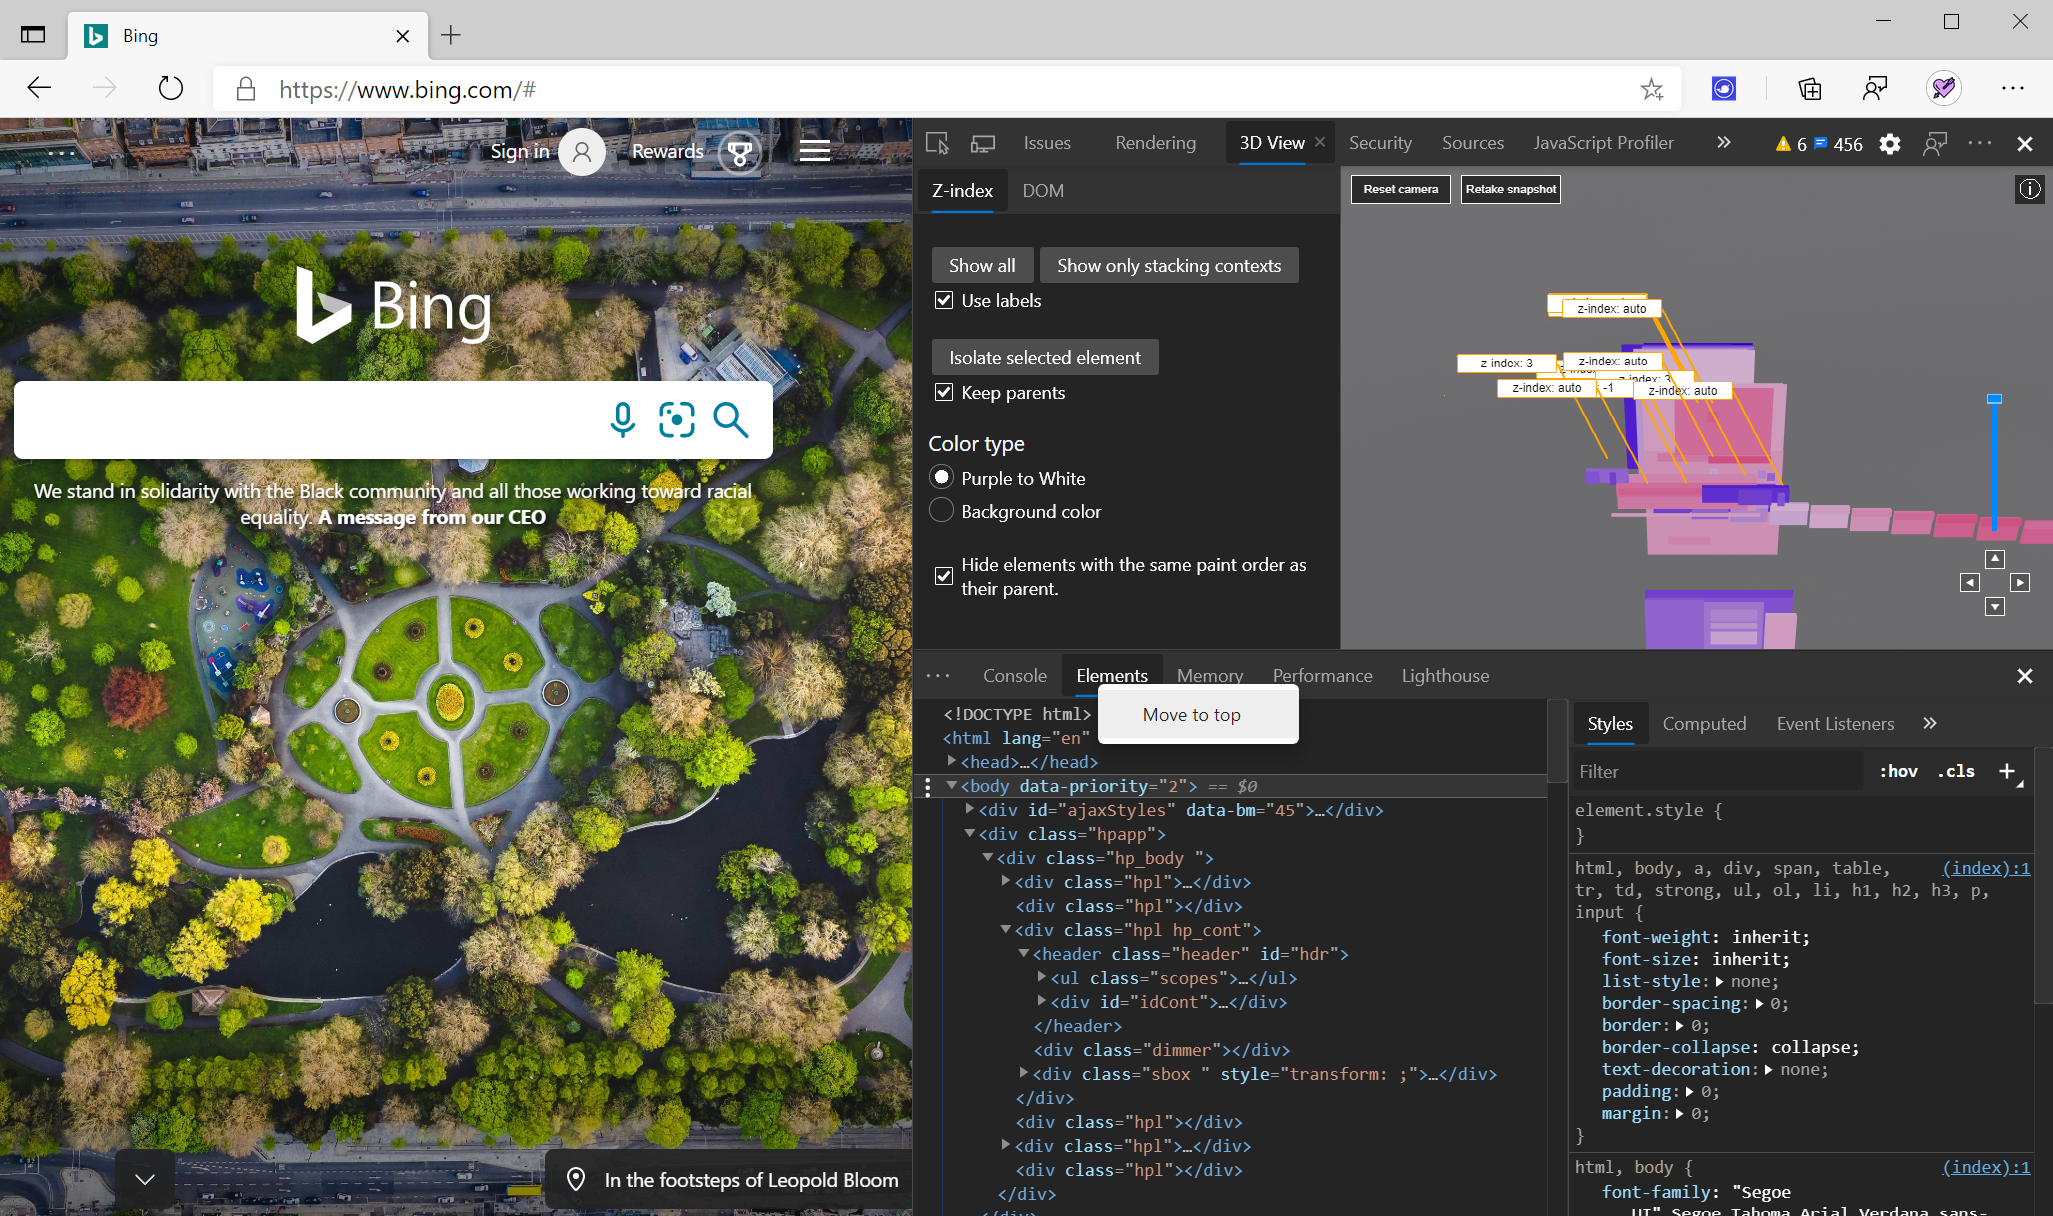 Bing
https://www.bing.com/#
Sign in
Rewards
Bing
We stand in solidarity with the Black community and all those working toward racial
equality. A message from our CEO
In the footsteps of Leopold Bloom
Issues
Rendering
3D View
Security
Sources
JavaScript Profiler
6
456
Z-index
DOM
Show all
Show only stacking contexts
Use labels
Isolate selected element
Keep parents
Color type
Purple to White
Background color
Hide elements with the same paint order as
their parent.
Reset camera
Retake snapshot
z-index: auto
z-index: 3
z-index: auto
z-index: 3
z-index: auto
-1
z-index: auto
Console
Elements
Memory
Performance
Lighthouse
Move to top
<!DOCTYPE html>
<html lang="en"
<head>…</head>
<body data-priority="2"> == $0
<div id="ajaxStyles" data-bm="45">…</div>
<div class="hpapp">
<div class="hp_body ">
<div class="hpl">…</div>
<div class="hpl"></div>
<div class="hpl hp_cont">
<header class="header" id="hdr">
<ul class="scopes">…</ul>
<div id="idCont">…</div>
</header>
<div class="dimmer"></div>
<div class="sbox " style="transform: ;">…</div>
</div>
<div class="hpl"></div>
<div class="hpl">…</div>
<div class="hpl"></div>
</div>
</div>
Styles
Computed
Event Listeners
Filter
:hov
.cls
element.style {
}
html, body, a, div, span, table, (index):1
tr, td, strong, ul, ol, li, h1, h2, h3, p,
input {
font-weight: inherit;
font-size: inherit;
list-style: none;
border-spacing: 0;
border: 0;
border-collapse: collapse;
text-decoration: none;
padding: 0;
margin: 0;
}
html, body { (index):1
font-family: "Segoe
UI",Segoe,Tahoma,Arial,Verdana,sans-